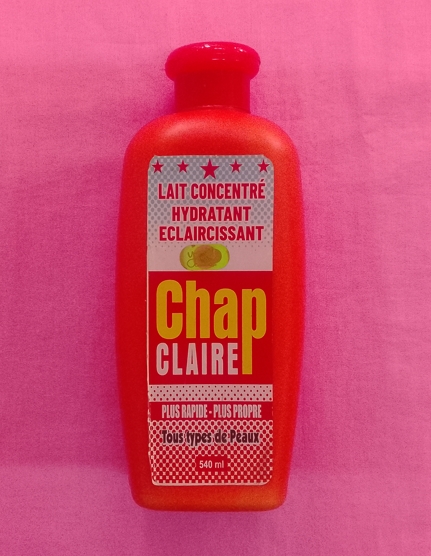 LAIT CONCENTRÉ
HYDRATANT
ECLAIRCISSANT
Chap
CLAIRE
PLUS RAPIDE - PLUS PROPRE
Tous types de Peaux
540 ml